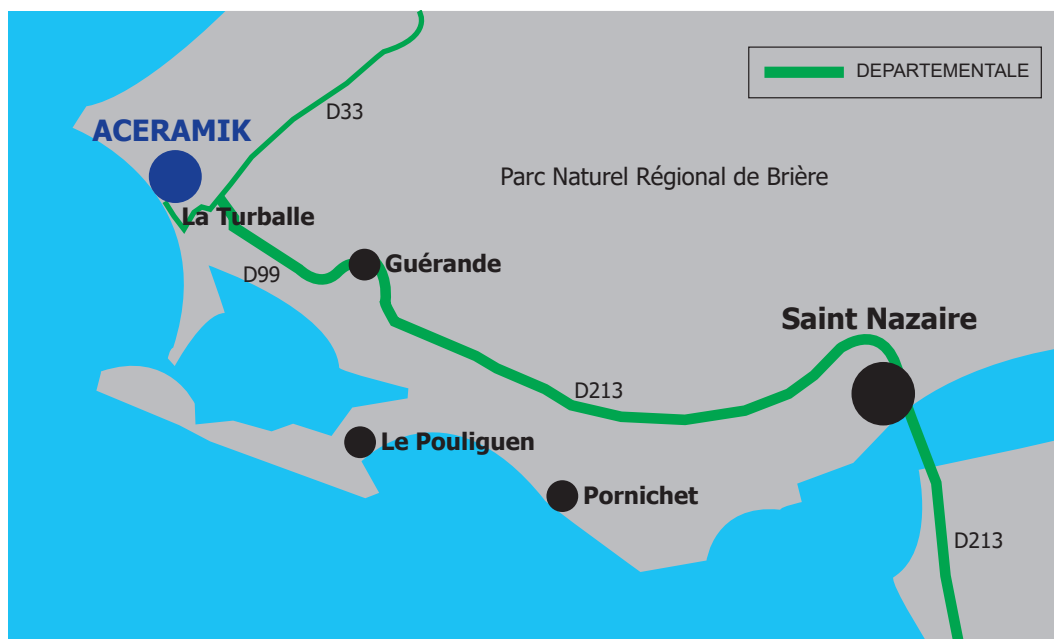 DEPARTEMENTALE
D33
ACERAMIK
Parc Naturel Régional de Brière
La Turballe
Guérande
D99
Saint Nazaire
D213
Le Pouliguen
Pornichet
D213